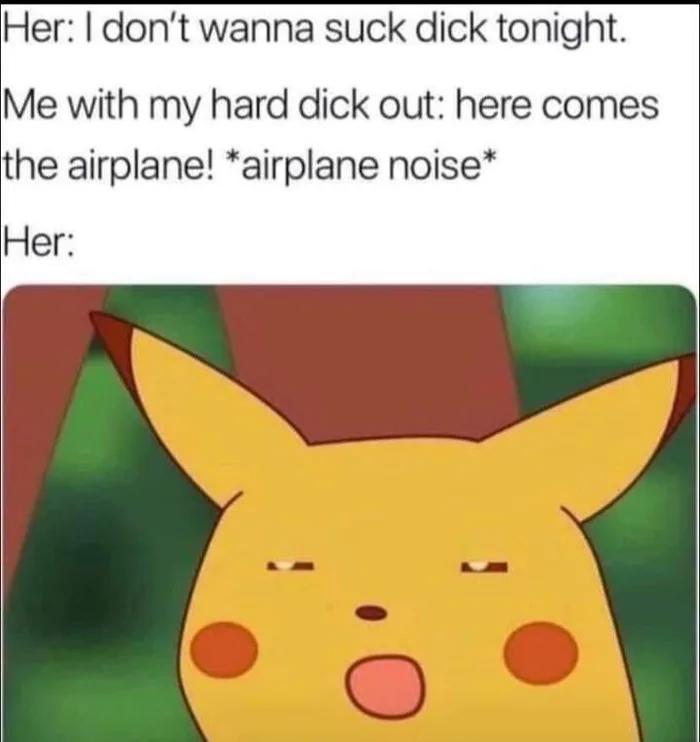 Her: I don't wanna suck dick tonight.
Me with my hard dick out: here comes
the airplane! *airplane noise*
Her: